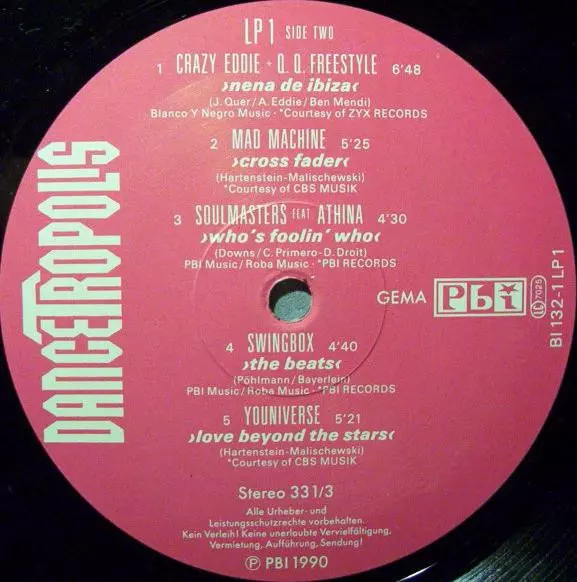 LP1 SIDE TWO
1 CRAZY EDDIE + Q.Q. FREESTYLE 6'48
›nena de ibiza‹
(J. Quer/A. Eddie/Ben Mendi)
Blanco Y Negro Music · *Courtesy of ZYX RECORDS
2 MAD MACHINE 5'25
›cross fader‹
(Hartenstein-Malischewski)
*Courtesy of CBS MUSIK
3 SOULMASTERS FEAT ATHINA 4'30
›who's foolin' who‹
(Downs/C. Primero-D. Droit)
PBI Music/Roba Music · *PBI RECORDS
GEMA Pbi LC 7025
BI 132-1 LP 1
DANCETROPOLIS
4 SWINGBOX 4'40
›the beats‹
(Pöhlmann/Bayerlein)
PBI Music/Roba Music · *PBI RECORDS
5 YOUNIVERSE 5'21
›love beyond the stars‹
(Hartenstein-Malischewski)
*Courtesy of CBS MUSIK
Stereo 331/3
Alle Urheber- und
Leistungsschutzrechte vorbehalten.
Kein Verleih! Keine unerlaubte Vervielfältigung,
Vermietung, Aufführung, Sendung!
Ⓟ PBI 1990